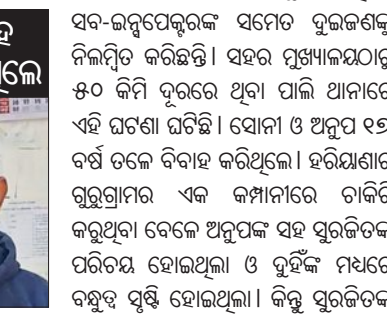 ହ
ଥିଲେ
ସବ-ଇନ୍ସପେକ୍ଟରଙ୍କ ସମେତ ଦୁଇଜଣଙ୍କୁ
ନିଲମ୍ବିତ କରିଛନ୍ତି। ସହର ମୁଖ୍ୟାଳୟଠାରୁ
୫୦ କିମି ଦୂରରେ ଥିବା ପାଲି ଥାନାରେ
ଏହି ଘଟଣା ଘଟିଛି। ସୋନୀ ଓ ଅନୁପ ୧୭
ବର୍ଷ ତଳେ ବିବାହ କରିଥିଲେ। ହରିୟାଣାର
ଗୁରୁଗ୍ରାମର ଏକ କମ୍ପାନୀରେ ଚାକିରି
କରୁଥିବା ବେଳେ ଅନୁପଙ୍କ ସହ ସୁରଜିତଙ୍କ
ପରିଚୟ ହୋଇଥିଲା ଓ ଦୁହିଁଙ୍କ ମଧ୍ୟରେ
ବନ୍ଧୁତ୍ୱ ସୃଷ୍ଟି ହୋଇଥିଲା। କିନ୍ତୁ ସୁରଜିତଙ୍କ